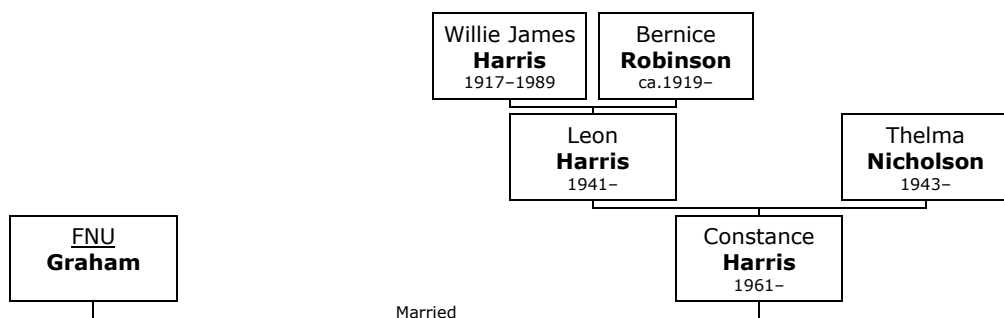 Willie James
Harris
1917–1989
Bernice
Robinson
ca.1919–
Leon
Harris
1941–
Thelma
Nicholson
1943–
FNU
Graham
Constance
Harris
1961–
Married